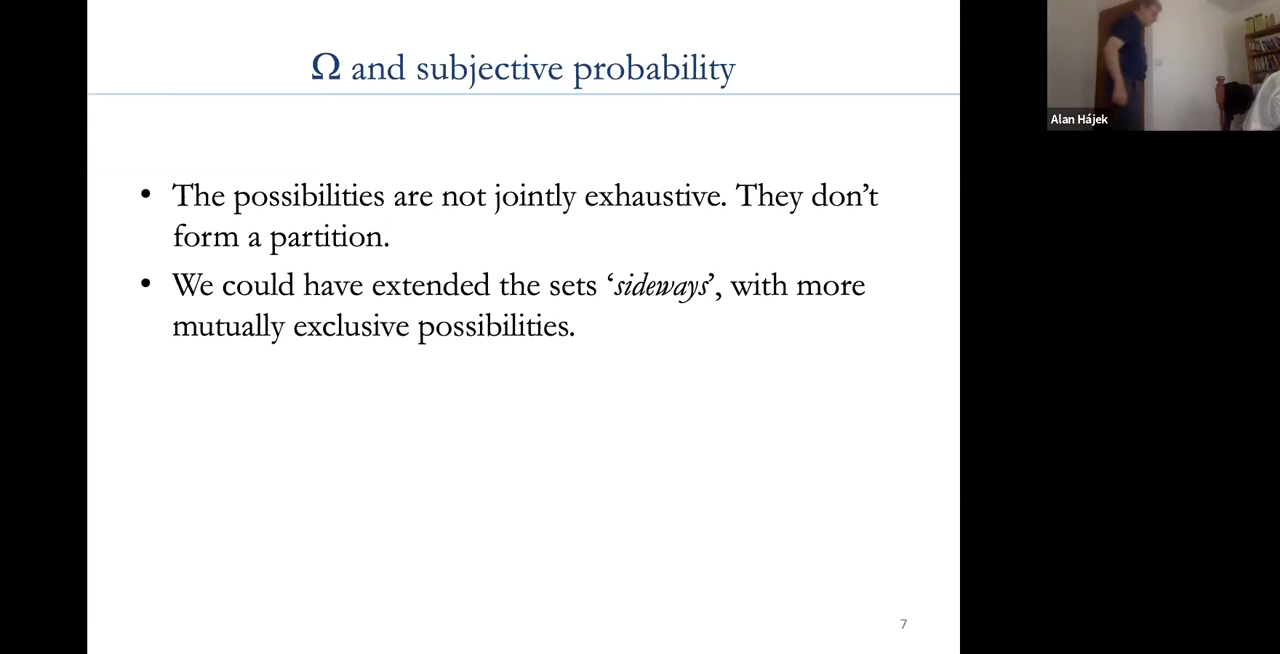 Ω and subjective probability
• The possibilities are not jointly exhaustive. They don’t
form a partition.
• We could have extended the sets ‘sideways’, with more
mutually exclusive possibilities.
7
Alan Hájek